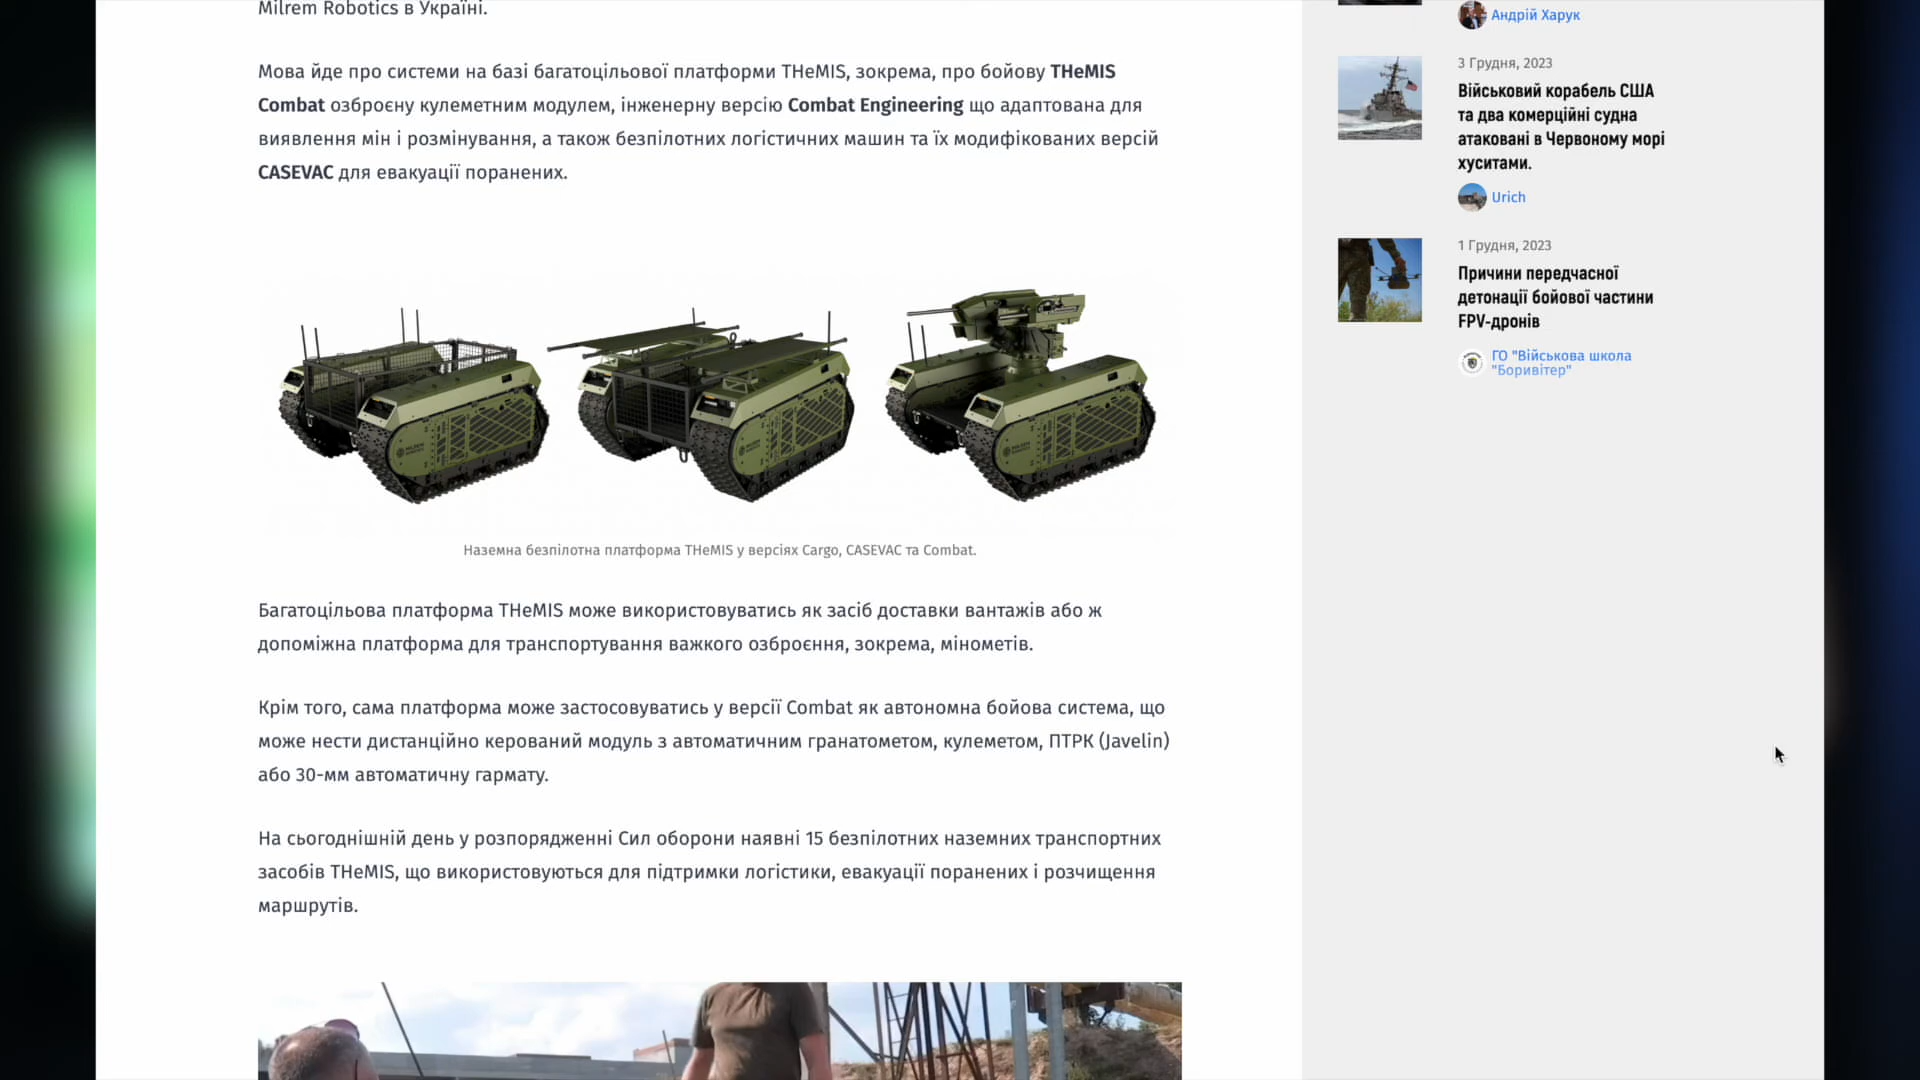 Milrem Robotics в Україні.
Мова йде про системи на базі багатоцільової платформи THeMIS, зокрема, про бойову THeMIS
Combat озброєну кулеметним модулем, інженерну версію Combat Engineering що адаптована для
виявлення мін і розмінування, а також безпілотних логістичних машин та їх модифікованих версій
CASEVAC для евакуації поранених.
Наземна безпілотна платформа THeMIS у версіях Cargo, CASEVAC та Combat.
Багатоцільова платформа THeMIS може використовуватись як засіб доставки вантажів або ж
допоміжна платформа для транспортування важкого озброєння, зокрема, мінометів.
Крім того, сама платформа може застосовуватись у версії Combat як автономна бойова система, що
може нести дистанційно керований модуль з автоматичним гранатометом, кулеметом, ПТРК (Javelin)
або 30-мм автоматичну гармату.
На сьогоднішній день у розпорядженні Сил оборони наявні 15 безпілотних наземних транспортних
засобів THeMIS, що використовуються для підтримки логістики, евакуації поранених і розчищення
маршрутів.
Андрій Харук
3 Грудня, 2023
Військовий корабель США
та два комерційні судна
атаковані в Червоному морі
хуситами.
Urich
1 Грудня, 2023
Причини передчасної
детонації бойової частини
FPV-дронів
ГО "Військова школа
"Боривітер"